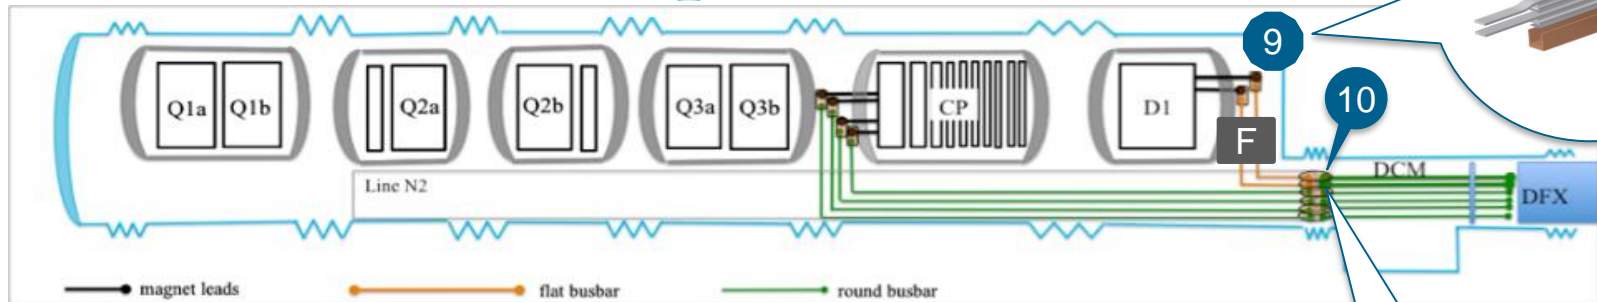 9
10
Q1a Q1b Q2a Q2b Q3a Q3b CP D1
F
DCM
Line N2
DFX
magnet leads flat busbar round busbar